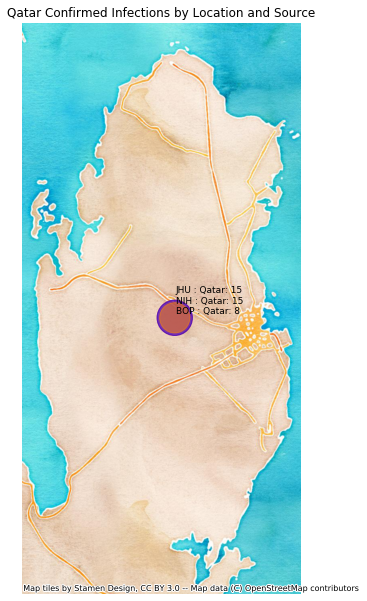 Qatar Confirmed Infections by Location and Source
JHU : Qatar: 15
NIH : Qatar: 15
BOP : Qatar: 8
Map tiles by Stamen Design, CC BY 3.0 -- Map data (C) OpenStreetMap contributors